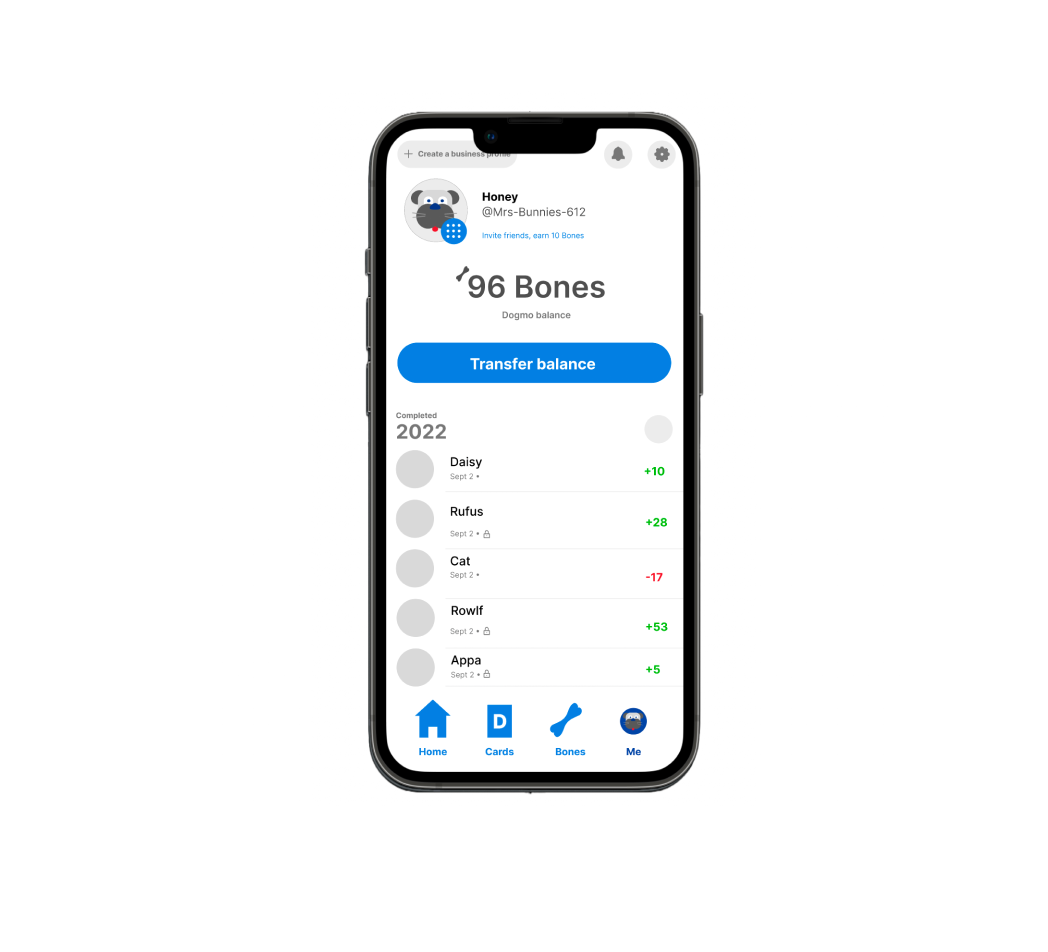 + Create a business profile
Honey
@Mrs-Bunnies-612
Invite friends, earn 10 Bones
96 Bones
Dogmo balance
Transfer balance
Completed
2022
Daisy
Sept 2 •
+10
Rufus
Sept 2 •
+28
Cat
Sept 2 •
-17
Rowlf
Sept 2 •
+53
Appa
Sept 2 •
+5
D
Home
Cards
Bones
Me